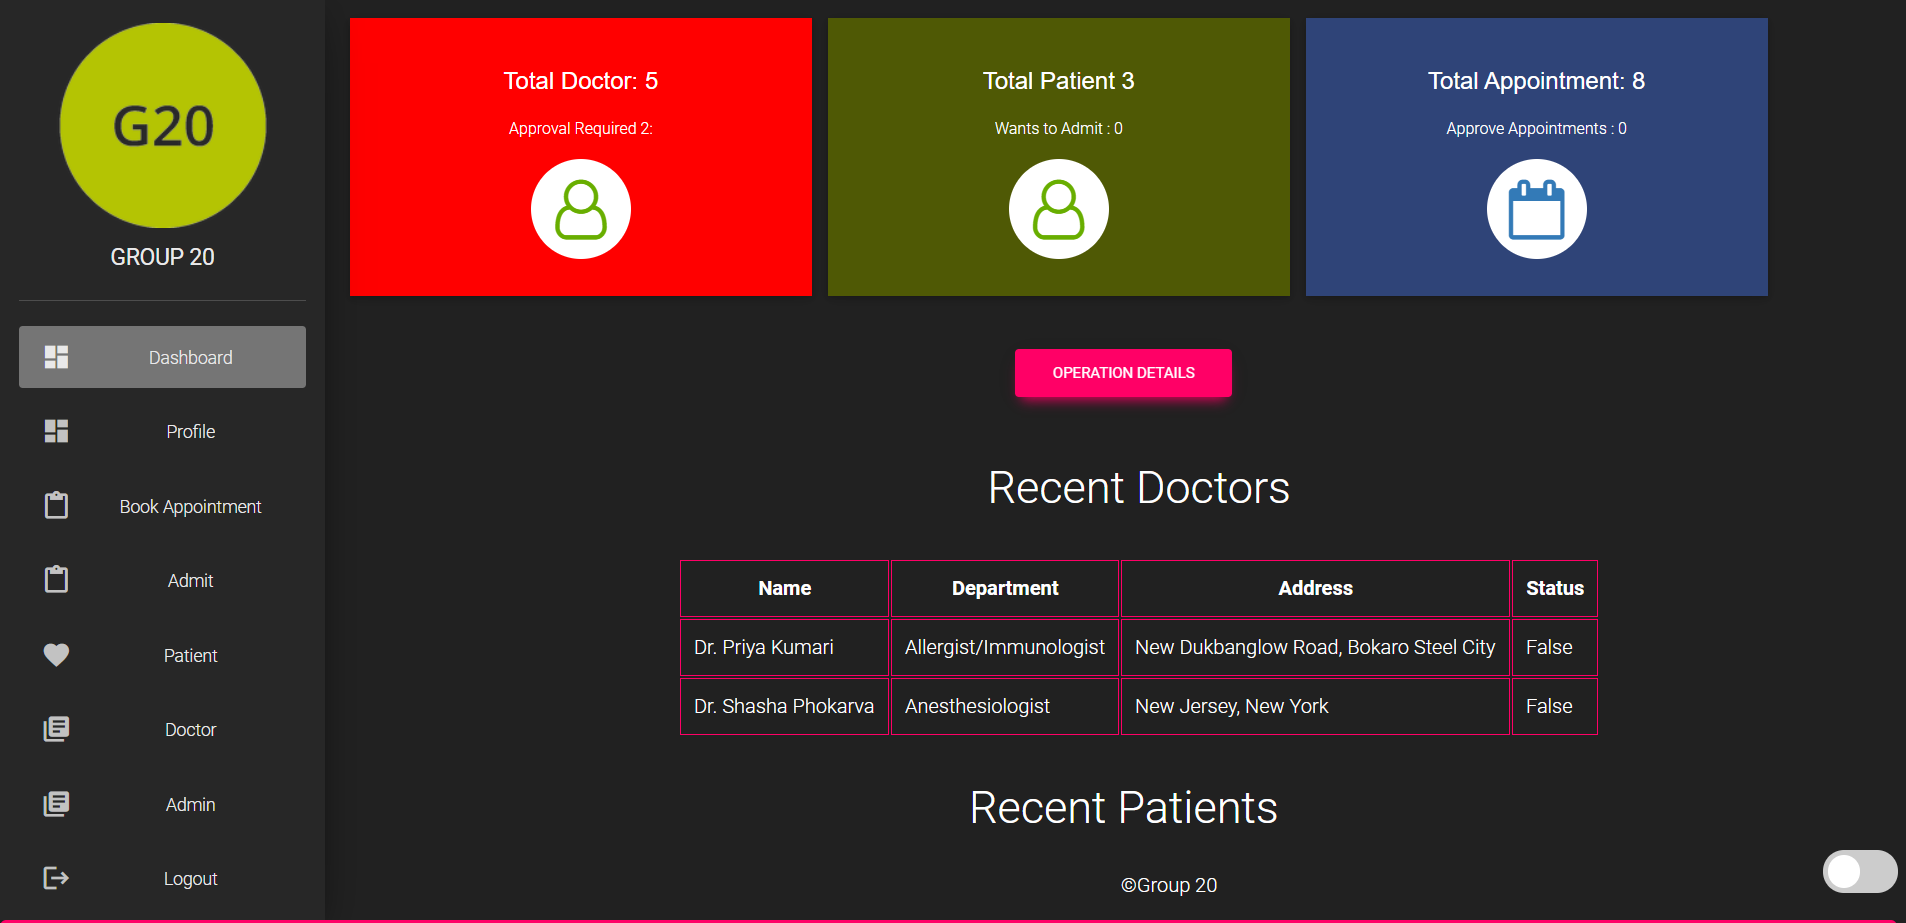 G20
GROUP 20
Dashboard
Profile
Book Appointment
Admit
Patient
Doctor
Admin
Logout
Total Doctor: 5
Approval Required 2:
Total Patient 3
Wants to Admit : 0
Total Appointment: 8
Approve Appointments : 0
OPERATION DETAILS
Recent Doctors
Name Department Address Status
Dr. Priya Kumari Allergist/Immunologist New Dukbanglow Road, Bokaro Steel City False
Dr. Shasha Phokarva Anesthesiologist New Jersey, New York False
Recent Patients
©Group 20